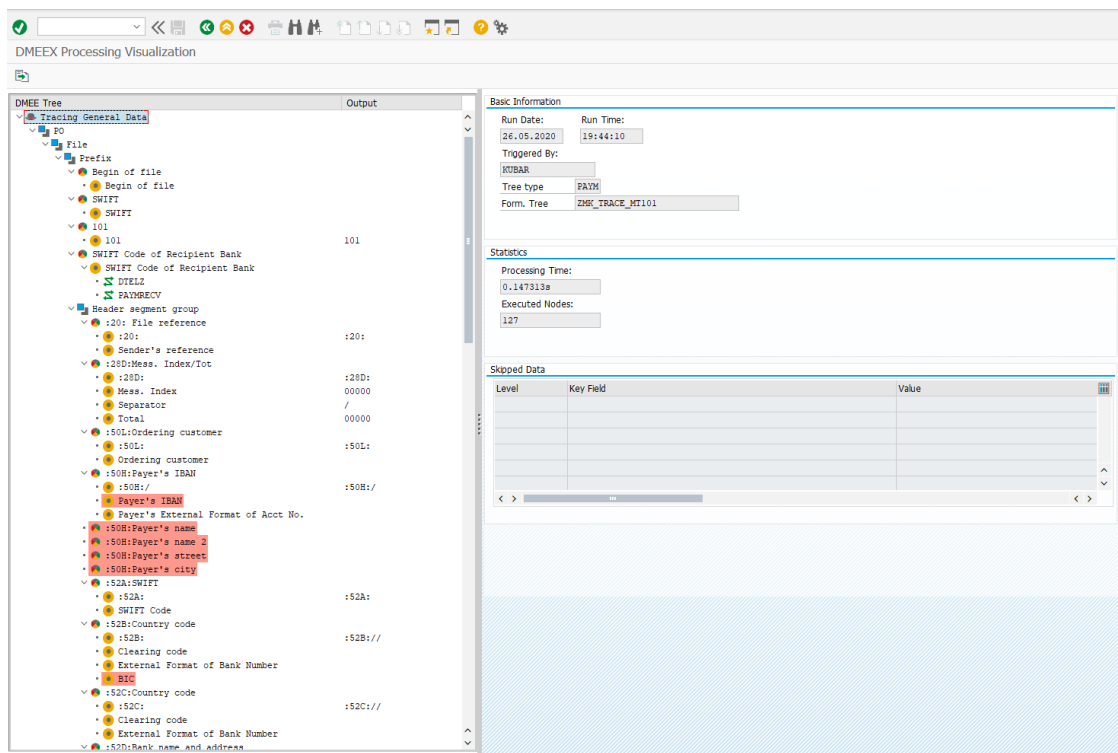 DMEEX Processing Visualization
DMEE Tree Output
Tracing General Data
PO
File
Prefix
Begin of file
Begin of file
SWIFT
SWIFT
101
101 101
SWIFT Code of Recipient Bank
SWIFT Code of Recipient Bank
DTELZ
PAYMRECV
Header segment group
:20: File reference
:20: :20:
Sender's reference
:28D:Mess. Index/Tot
:28D: :28D:
Mess. Index 00000
Separator /
Total 00000
:50L:Ordering customer
:50L: :50L:
Ordering customer
:50H:Payer's IBAN
:50H:/ :50H:/
Payer's IBAN
Payer's External Format of Acct No.
:50H:Payer's name
:50H:Payer's name 2
:50H:Payer's street
:50H:Payer's city
:52A:SWIFT
:52A: :52A:
SWIFT Code
:52B:Country code
:52B: :52B://
Clearing code
External Format of Bank Number
BIC
:52C:Country code
:52C: :52C://
Clearing code
External Format of Bank Number
:52D:Bank name and address
Basic Information
Run Date: Run Time:
26.05.2020 19:44:10
Triggered By:
KUBAR
Tree type PAYM
Form. Tree ZMK_TRACE_MT101
Statistics
Processing Time:
0.147313s
Executed Nodes:
127
Skipped Data
Level Key Field Value